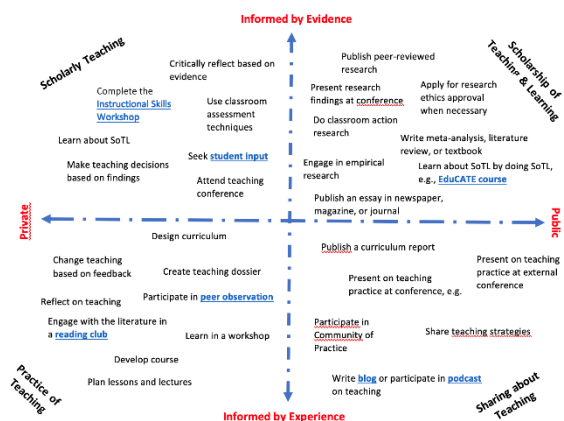 Informed by Evidence
Scholarly Teaching
Critically reflect based on
evidence
Complete the
Instructional Skills
Workshop
Use classroom
assessment
techniques
Learn about SoTL
Seek student input
Make teaching decisions
based on findings
Attend teaching
conference
Publish peer-reviewed
research
Scholarship of
Teaching & Learning
Present research
findings at conference
Apply for research
ethics approval
when necessary
Do classroom action
research
Write meta-analysis, literature
review, or textbook
Engage in empirical
research
Learn about SoTL by doing SoTL,
e.g., EduCATE course
Publish an essay in newspaper,
magazine, or journal
Private
Public
Design curriculum
Change teaching
based on feedback
Create teaching dossier
Reflect on teaching
Participate in peer observation
Engage with the literature in
a reading club
Learn in a workshop
Develop course
Plan lessons and lectures
Practice of
Teaching
Publish a curriculum report
Present on teaching
practice at external
conference
Present on teaching
practice at conference, e.g.
Participate in
Community of
Practice
Share teaching strategies
Write blog or participate in podcast
on teaching
Sharing about
Teaching
Informed by Experience